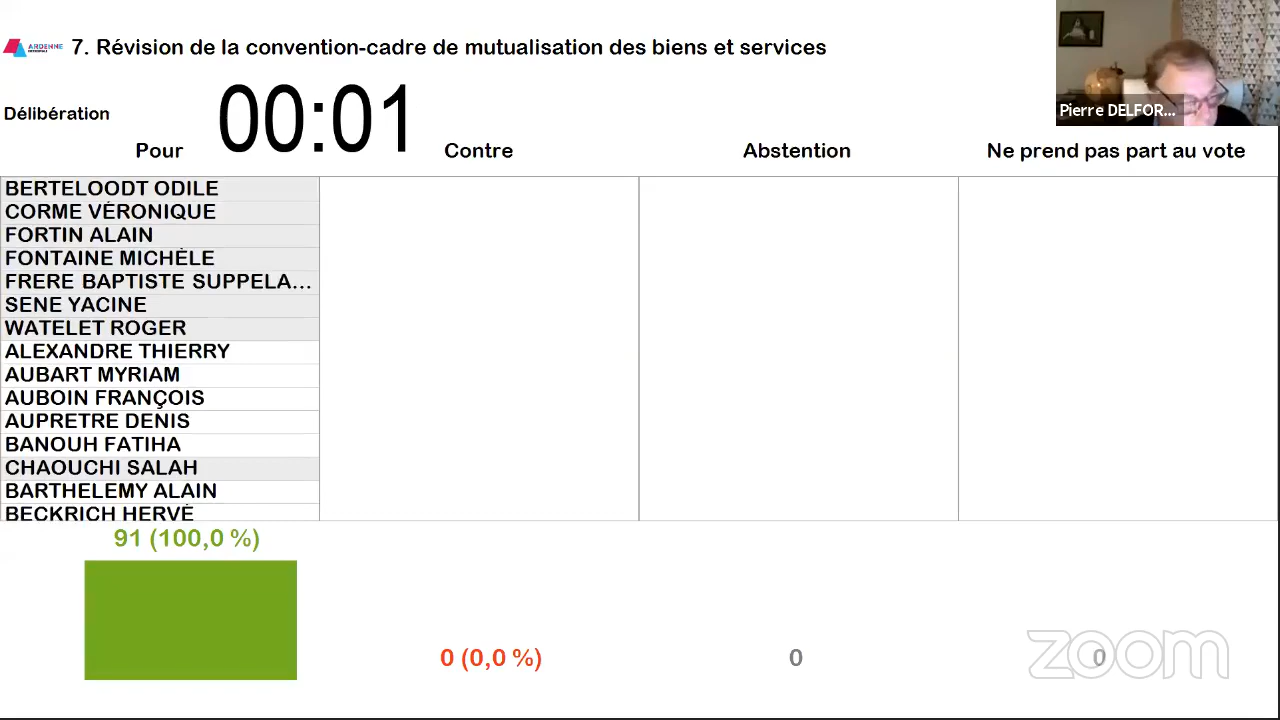 ARDENNE
MÉTROPOLE
7. Révision de la convention-cadre de mutualisation des biens et services
Délibération
00:01
Pierre DELFOR...
Pour
Contre
Abstention
Ne prend pas part au vote
BERTELOODT ODILE
CORME VÉRONIQUE
FORTIN ALAIN
FONTAINE MICHÈLE
FRERE BAPTISTE SUPPELA...
SENE YACINE
WATELET ROGER
ALEXANDRE THIERRY
AUBART MYRIAM
AUBOIN FRANÇOIS
AUPRETRE DENIS
BANOUH FATIHA
CHAOUCHI SALAH
BARTHELEMY ALAIN
BECKRICH HERVÉ
91 (100,0 %)
0 (0,0 %)
0
0
zoom